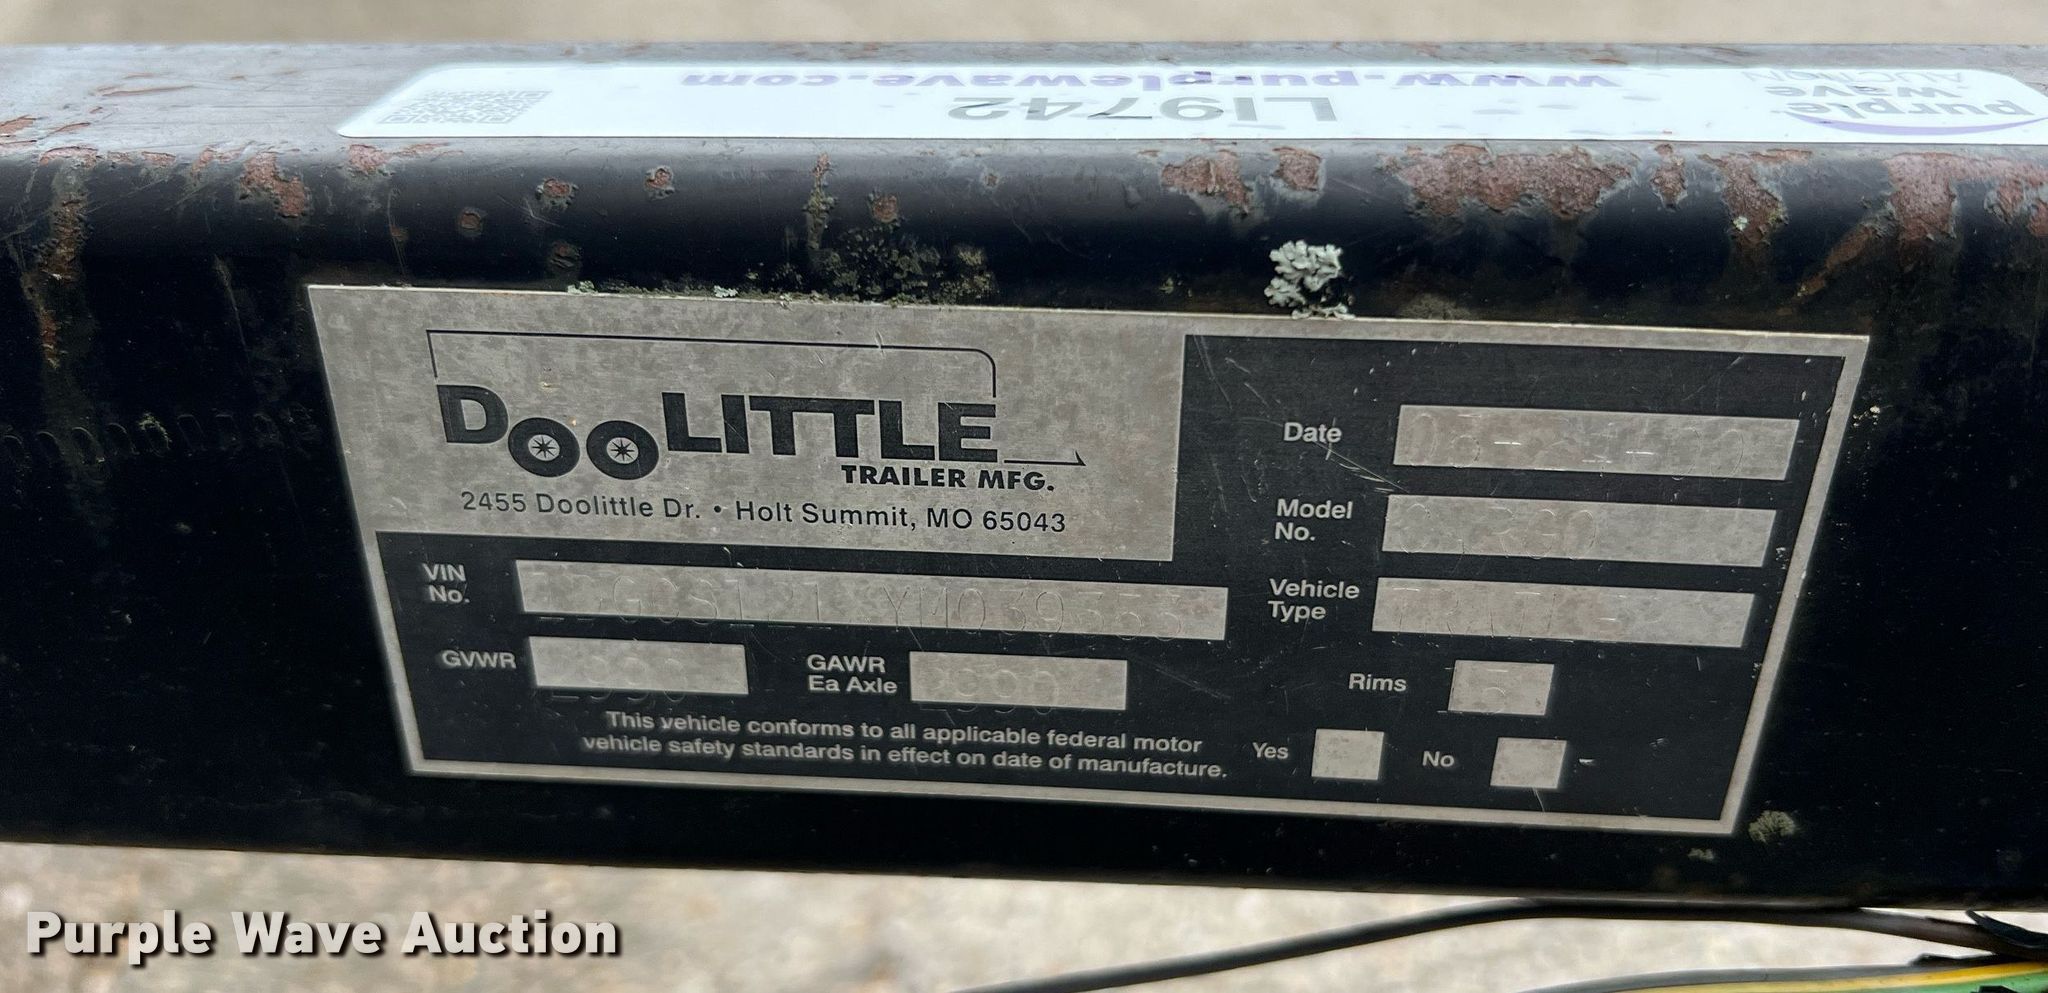 www.purplewave.com
LI9742
purple
wave
AUCTION
DOOLITTLE
TRAILER MFG.
2455 Doolittle Dr. • Holt Summit, MO 65043
Date
Model
No.
VIN
No.
Vehicle
Type
GVWR
2990
GAWR
Ea Axle
2990
Rims
This vehicle conforms to all applicable federal motor
vehicle safety standards in effect on date of manufacture.
Yes
No
Purple Wave Auction